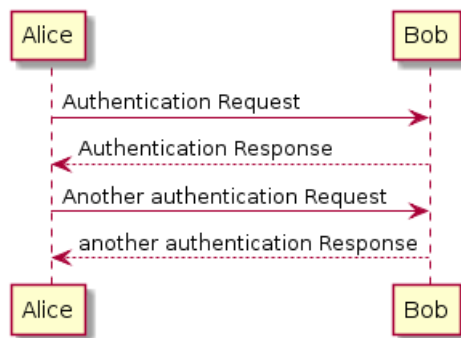 Alice
Bob
Authentication Request
Authentication Response
Another authentication Request
another authentication Response
Alice
Bob